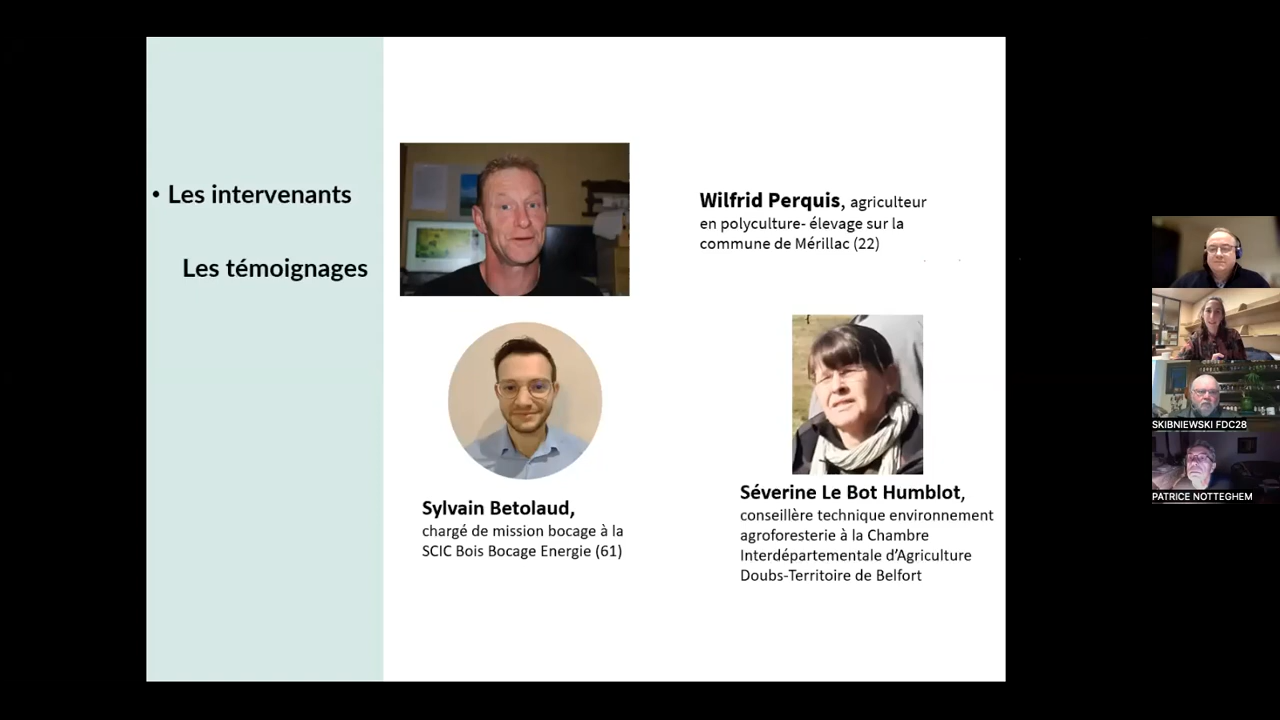 • Les intervenants
Les témoignages
Wilfrid Perquis, agriculteur
en polyculture- élevage sur la
commune de Mérillac (22)
Sylvain Betolaud,
chargé de mission bocage à la
SCIC Bois Bocage Energie (61)
Séverine Le Bot Humblot,
conseillère technique environnement
agroforesterie à la Chambre
Interdépartementale d'Agriculture
Doubs-Territoire de Belfort
SKIBNIEWSKI FDC28
PATRICE NOTTEGHEM